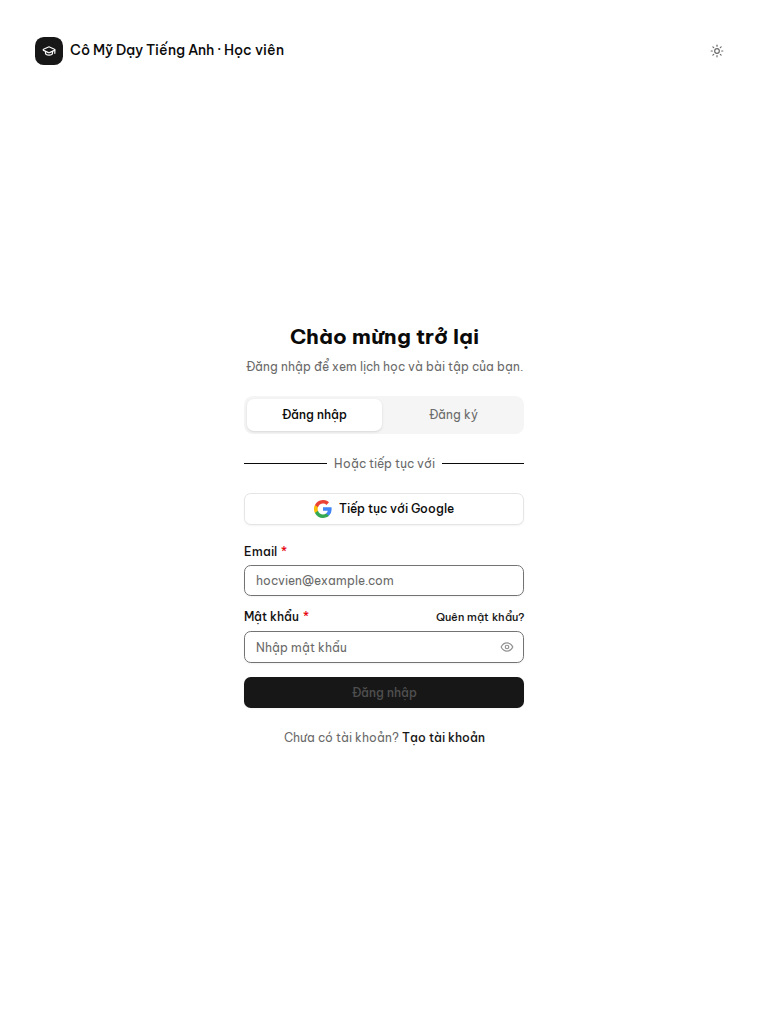 Cô Mỹ Dạy Tiếng Anh · Học viên
Chào mừng trở lại
Đăng nhập để xem lịch học và bài tập của bạn.
Đăng nhập Đăng ký
Hoặc tiếp tục với
Tiếp tục với Google
Email *
hocvien@example.com
Mật khẩu * Quên mật khẩu?
Nhập mật khẩu
Đăng nhập
Chưa có tài khoản? Tạo tài khoản